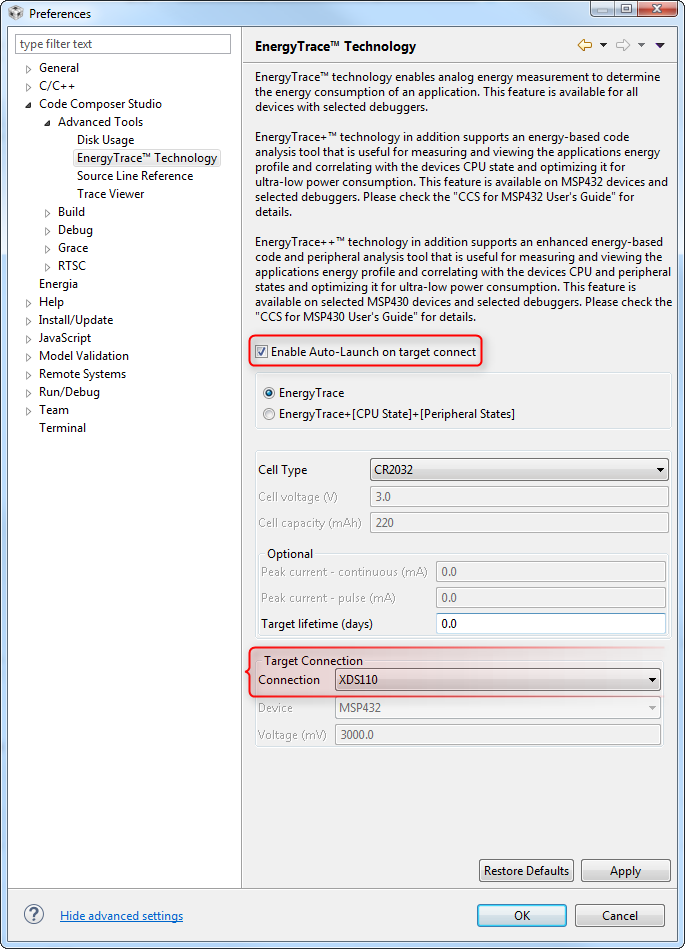 Preferences
type filter text
EnergyTrace™ Technology
General
C/C++
Code Composer Studio
Advanced Tools
Disk Usage
EnergyTrace™ Technology
Source Line Reference
Trace Viewer
Build
Debug
Grace
RTSC
Energia
Help
Install/Update
JavaScript
Model Validation
Remote Systems
Run/Debug
Team
Terminal
EnergyTrace™ technology enables analog energy measurement to determine
the energy consumption of an application. This feature is available for all
devices with selected debuggers.
EnergyTrace+™ technology in addition supports an energy-based code
analysis tool that is useful for measuring and viewing the applications energy
profile and correlating with the devices CPU state and optimizing it for
ultra-low power consumption. This feature is available on MSP432 devices and
selected debuggers. Please check the "CCS for MSP432 User's Guide" for
details.
EnergyTrace++™ technology in addition supports an enhanced energy-based
code and peripheral analysis tool that is useful for measuring and viewing the
applications energy profile and correlating with the devices CPU and peripheral
states and optimizing it for ultra-low power consumption. This feature is
available on selected MSP430 devices and selected debuggers. Please check the
"CCS for MSP430 User's Guide" for details.
Enable Auto-Launch on target connect
EnergyTrace
EnergyTrace+[CPU State]+[Peripheral States]
Cell Type CR2032
Cell voltage (V) 3.0
Cell capacity (mAh) 220
Optional
Peak current - continuous (mA) 0.0
Peak current - pulse (mA) 0.0
Target lifetime (days) 0.0
Target Connection
Connection XDS110
Device MSP432
Voltage (mV) 3000.0
Restore Defaults Apply
? Hide advanced settings OK Cancel